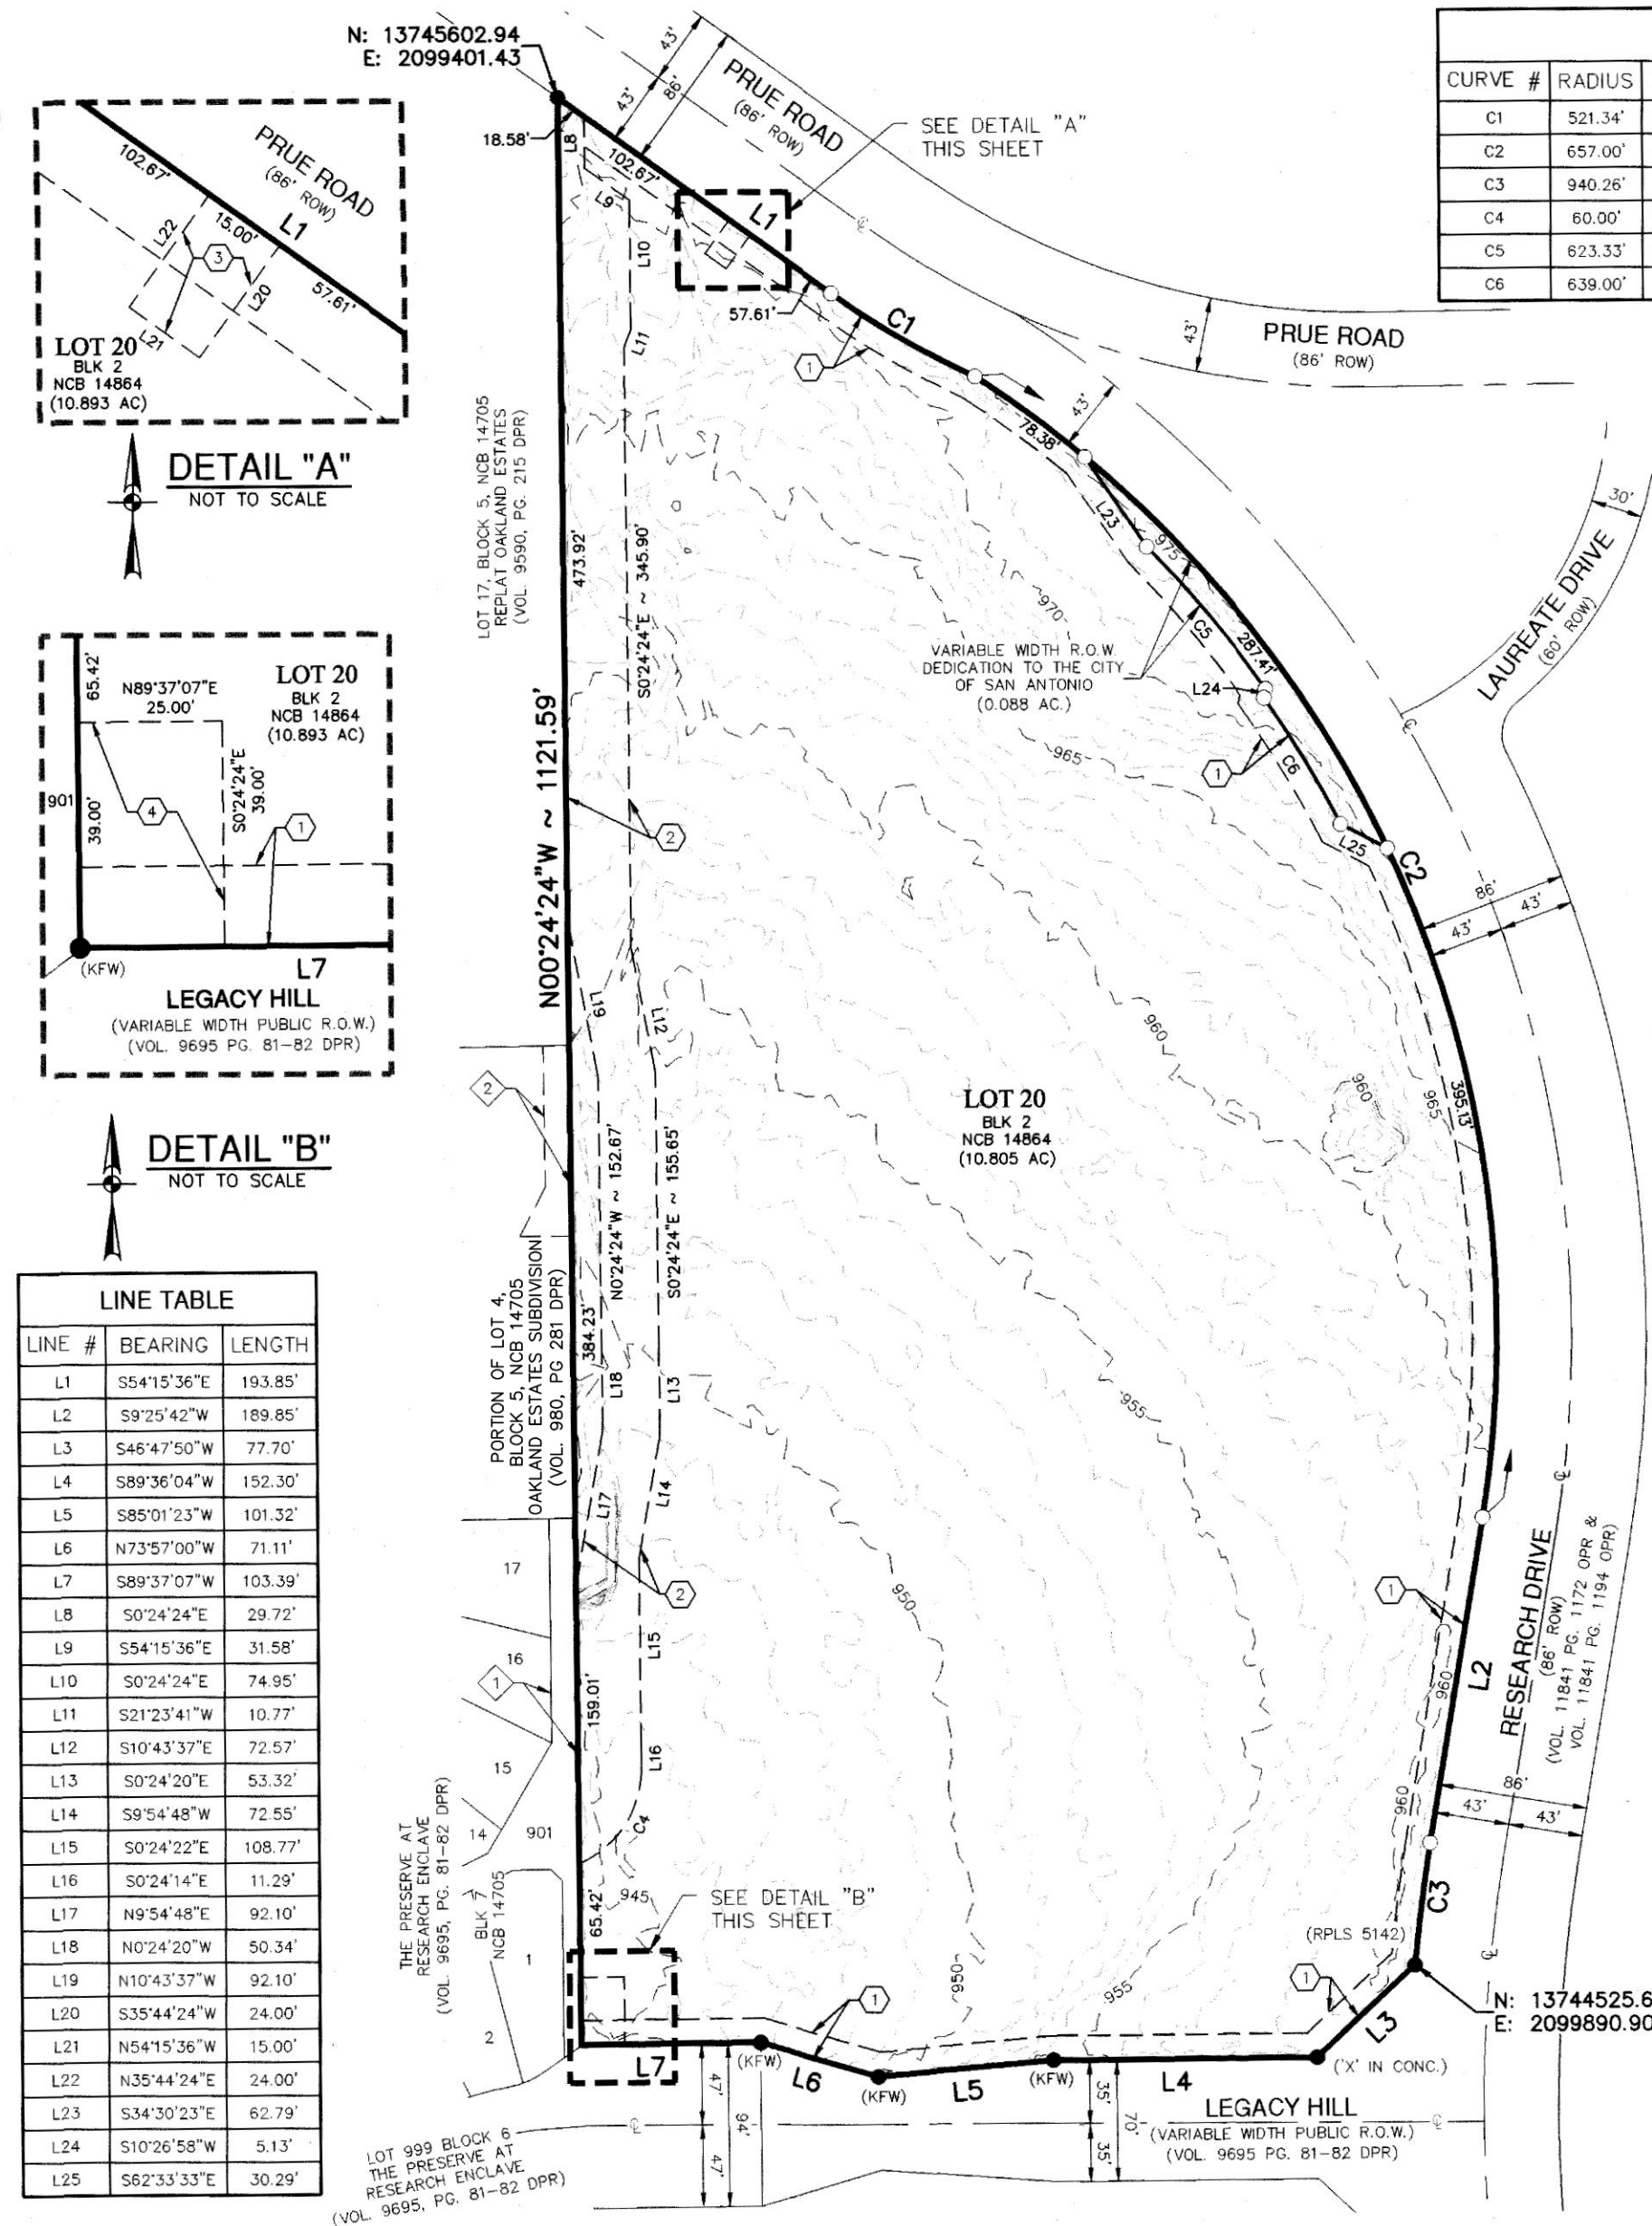 N: 13745602.94
E: 2099401.43
CURVE # RADIUS
C1 521.34'
C2 657.00'
C3 940.26'
C4 60.00'
C5 623.33'
C6 639.00'
43'
43'
86'
PRUE ROAD
(86' ROW)
SEE DETAIL "A"
THIS SHEET
18.58'
L8
102.67'
L9
L1
L10
57.61'
C1
L11
1
PRUE ROAD
(86' ROW)
43'
43'
78.38'
102.67'
PRUE ROAD
(86' ROW)
L22
15.00'
L1
3
L20
57.61'
L21
LOT 20
BLK 2
NCB 14864
(10.893 AC)
DETAIL "A"
NOT TO SCALE
LOT 17, BLOCK 5, NCB 14705
REPLAT OAKLAND ESTATES
(VOL. 9590, PG. 215 DPR)
473.92'
S0°24'24"E ~ 345.90'
N00°24'24"W ~ 1121.59'
L23
975
970
C5
287.41'
VARIABLE WIDTH R.O.W.
DEDICATION TO THE CITY
OF SAN ANTONIO
(0.088 AC.)
L24
965
1
C6
L25
C2
LAUREATE DRIVE
(60' ROW)
30'
℄
86'
43'
43'
65.42'
N89°37'07"E
25.00'
LOT 20
BLK 2
NCB 14864
(10.893 AC)
901
39.00'
4
S0°24'24"E
39.00'
1
(KFW)
L7
LEGACY HILL
(VARIABLE WIDTH PUBLIC R.O.W.)
(VOL. 9695 PG. 81-82 DPR)
DETAIL "B"
NOT TO SCALE
2
L19
L12
2
960
960
965
965
395.13'
LOT 20
BLK 2
NCB 14864
(10.805 AC)
N0°24'24"W ~ 152.67'
S0°24'24"E ~ 155.65'
PORTION OF LOT 4,
BLOCK 5, NCB 14705
OAKLAND ESTATES SUBDIVISION
(VOL. 980, PG 281 DPR)
384.23'
L18
L13
955
L17
L14
2
950
LINE TABLE
LINE # BEARING LENGTH
L1 S54°15'36"E 193.85'
L2 S9°25'42"W 189.85'
L3 S46°47'50"W 77.70'
L4 S89°36'04"W 152.30'
L5 S85°01'23"W 101.32'
L6 N73°57'00"W 71.11'
L7 S89°37'07"W 103.39'
L8 S0°24'24"E 29.72'
L9 S54°15'36"E 31.58'
L10 S0°24'24"E 74.95'
L11 S21°23'41"W 10.77'
L12 S10°43'37"E 72.57'
L13 S0°24'20"E 53.32'
L14 S9°54'48"W 72.55'
L15 S0°24'22"E 108.77'
L16 S0°24'14"E 11.29'
L17 N9°54'48"E 92.10'
L18 N0°24'20"W 50.34'
L19 N10°43'37"W 92.10'
L20 S35°44'24"W 24.00'
L21 N54°15'36"W 15.00'
L22 N35°44'24"E 24.00'
L23 S34°30'23"E 62.79'
L24 S10°26'58"W 5.13'
L25 S62°33'33"E 30.29'
17
16
1
15
14
901
159.01'
L15
L16
C4
THE PRESERVE AT
RESEARCH ENCLAVE
(VOL. 9695, PG. 81-82 DPR)
BLK 7
NCB 14705
1
2
65.42'
945
SEE DETAIL "B"
THIS SHEET
950
955
1
960
L2
RESEARCH DRIVE
(86' ROW)
(VOL. 11841 PG. 1172 OPR &
VOL. 11841 PG. 1194 OPR)
960
86'
43'
43'
C3
(RPLS 5142)
1
L3
N: 13744525.6
E: 2099890.90
1
L7
(KFW)
L6
(KFW)
L5
(KFW)
L4
('X' IN CONC.)
47'
94'
47'
35'
70'
35'
LEGACY HILL
(VARIABLE WIDTH PUBLIC R.O.W.)
(VOL. 9695 PG. 81-82 DPR)
LOT 999 BLOCK 6
THE PRESERVE AT
RESEARCH ENCLAVE
(VOL. 9695, PG. 81-82 DPR)